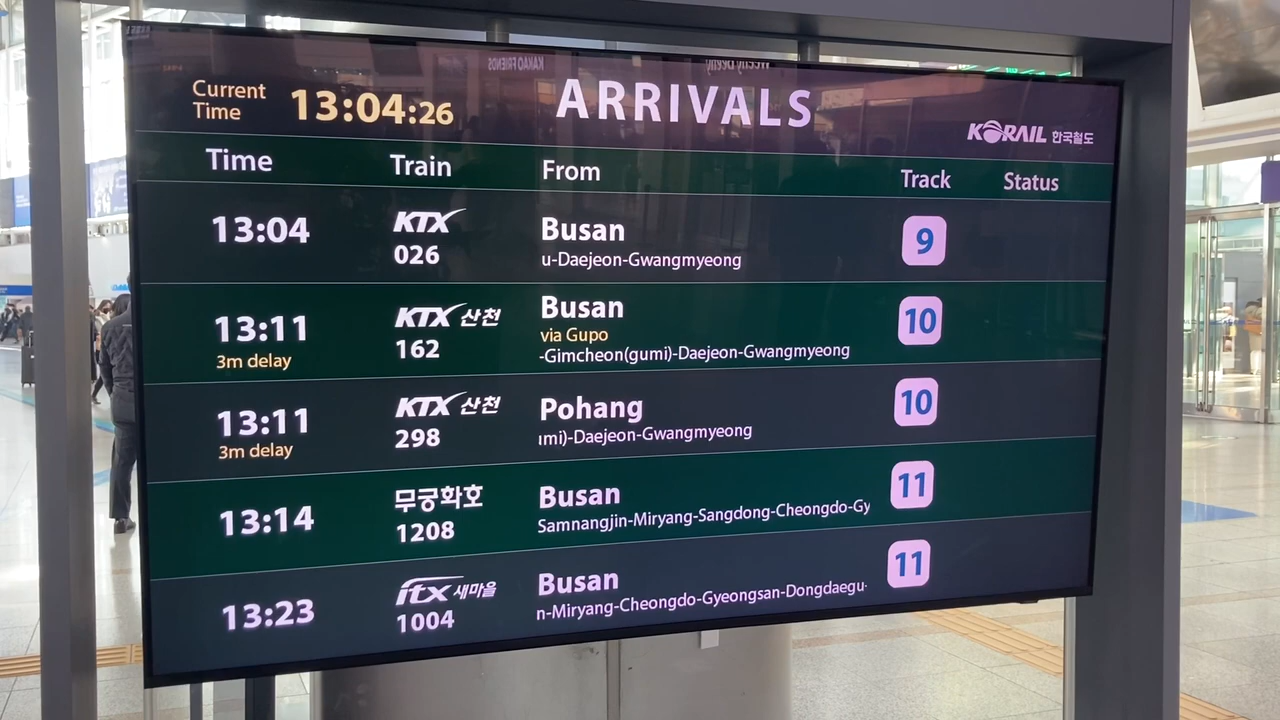 Current Time 13:04:26
ARRIVALS
KORAIL 한국철도
Time Train From Track Status
13:04 KTX Busan 9
026 u-Daejeon-Gwangmyeong
13:11 KTX 산천 Busan 10
via Gupo
3m delay 162 -Gimcheon(gumi)-Daejeon-Gwangmyeong
13:11 KTX 산천 Pohang 10
3m delay 298 ımi)-Daejeon-Gwangmyeong
13:14 무궁화호 Busan 11
1208 Samnangjin-Miryang-Sangdong-Cheongdo-Gy
13:23 itx 새마을 Busan 11
1004 n-Miryang-Cheongdo-Gyeongsan-Dongdaegu-